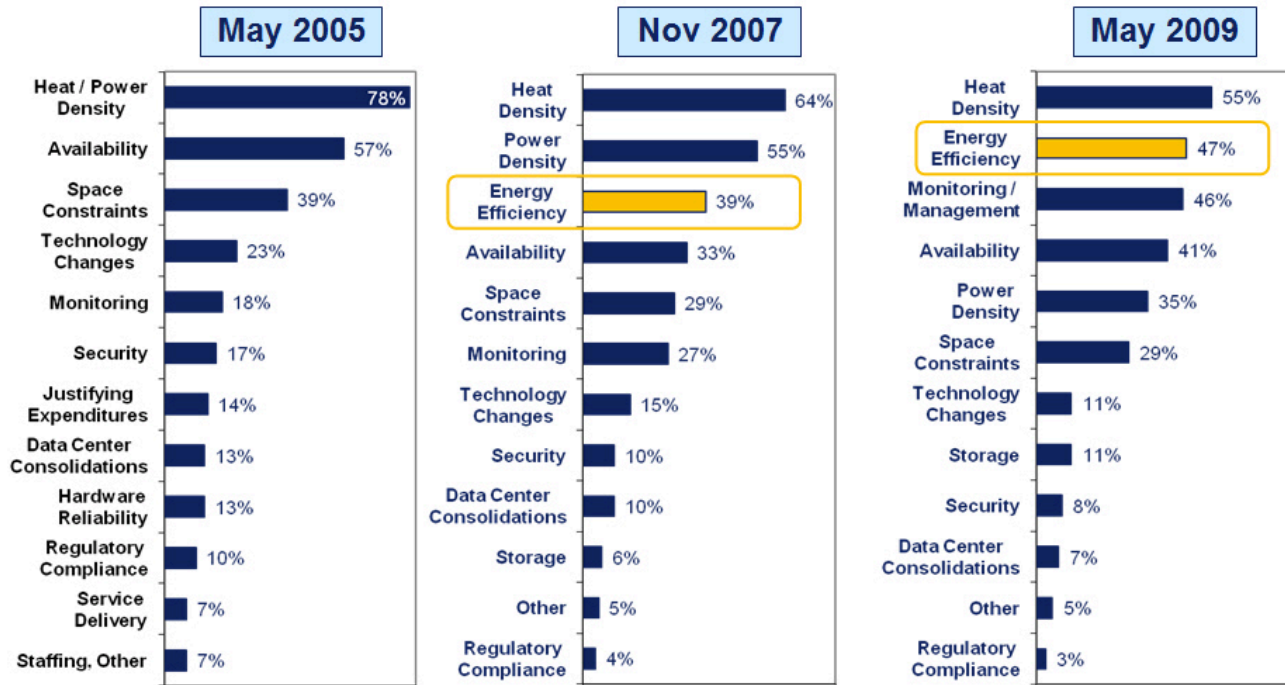 May 2005
Heat / Power
Density
78%
Availability
57%
Space
Constraints
39%
Technology
Changes
23%
Monitoring
18%
Security
17%
Justifying
Expenditures
14%
Data Center
Consolidations
13%
Hardware
Reliability
13%
Regulatory
Compliance
10%
Service
Delivery
7%
Staffing, Other
7%
Nov 2007
Heat
Density
64%
Power
Density
55%
Energy
Efficiency
39%
Availability
33%
Space
Constraints
29%
Monitoring
27%
Technology
Changes
15%
Security
10%
Data Center
Consolidations
10%
Storage
6%
Other
5%
Regulatory
Compliance
4%
May 2009
Heat
Density
55%
Energy
Efficiency
47%
Monitoring /
Management
46%
Availability
41%
Power
Density
35%
Space
Constraints
29%
Technology
Changes
11%
Storage
11%
Security
8%
Data Center
Consolidations
7%
Other
5%
Regulatory
Compliance
3%